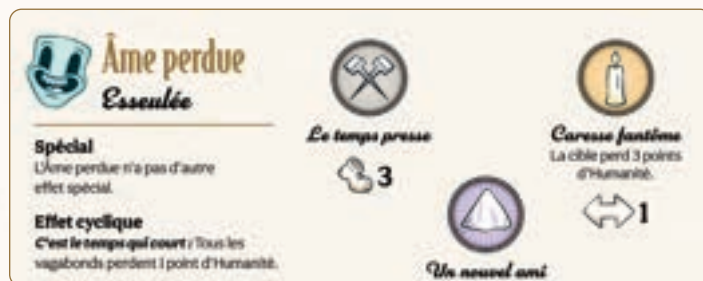 Âme perdue
Esseulée
Spécial
L'Âme perdue n'a pas d'autre
effet spécial.
Effet cyclique
C'est le temps qui court : Tous les
vagabonds perdent 1 point d'Humanité.
Le temps presse
3
Un nouvel ami
Caresse fantôme
La cible perd 3 points
d'Humanité.
1